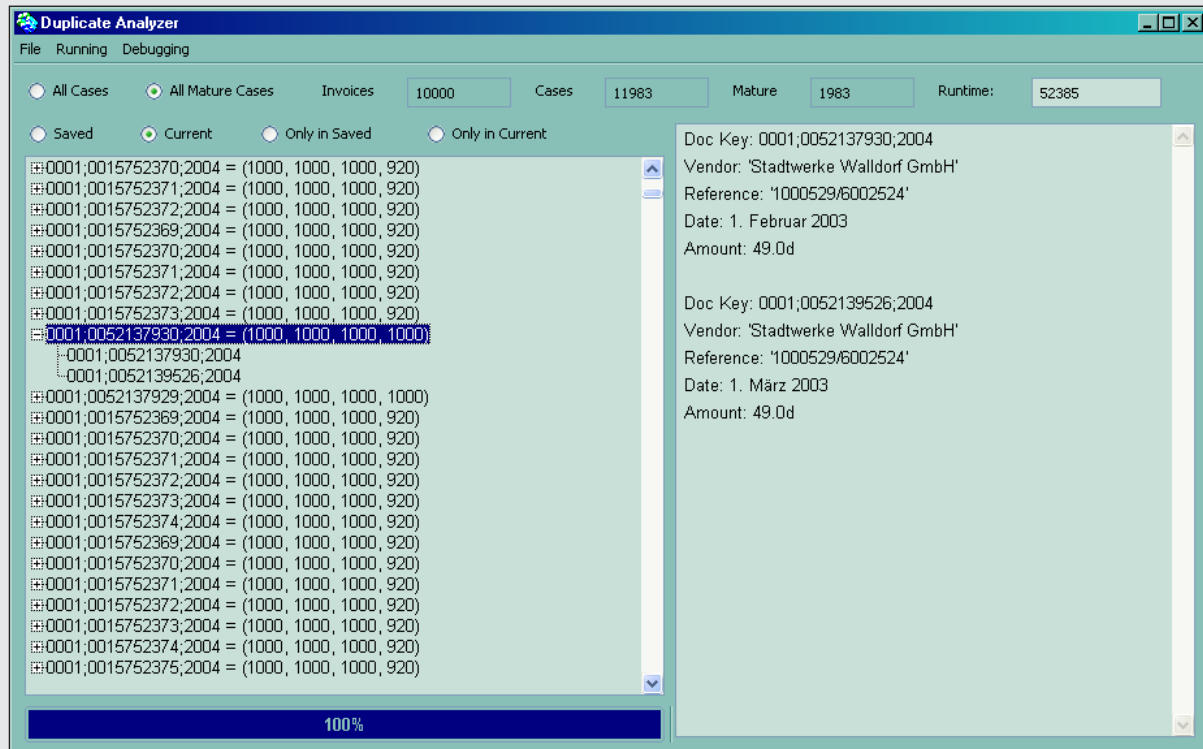 Duplicate Analyzer
File Running Debugging
All Cases All Mature Cases Invoices 10000 Cases 11983 Mature 1983 Runtime: 52385
Saved Current Only in Saved Only in Current
0001;0015752370;2004 = (1000, 1000, 1000, 920)
0001;0015752371;2004 = (1000, 1000, 1000, 920)
0001;0015752372;2004 = (1000, 1000, 1000, 920)
0001;0015752369;2004 = (1000, 1000, 1000, 920)
0001;0015752370;2004 = (1000, 1000, 1000, 920)
0001;0015752371;2004 = (1000, 1000, 1000, 920)
0001;0015752372;2004 = (1000, 1000, 1000, 920)
0001;0015752373;2004 = (1000, 1000, 1000, 920)
0001;0052137930;2004 = (1000, 1000, 1000, 1000)
0001;0052137930;2004
0001;0052139526;2004
0001;0052137929;2004 = (1000, 1000, 1000, 1000)
0001;0015752369;2004 = (1000, 1000, 1000, 920)
0001;0015752370;2004 = (1000, 1000, 1000, 920)
0001;0015752371;2004 = (1000, 1000, 1000, 920)
0001;0015752372;2004 = (1000, 1000, 1000, 920)
0001;0015752373;2004 = (1000, 1000, 1000, 920)
0001;0015752374;2004 = (1000, 1000, 1000, 920)
0001;0015752369;2004 = (1000, 1000, 1000, 920)
0001;0015752370;2004 = (1000, 1000, 1000, 920)
0001;0015752371;2004 = (1000, 1000, 1000, 920)
0001;0015752372;2004 = (1000, 1000, 1000, 920)
0001;0015752373;2004 = (1000, 1000, 1000, 920)
0001;0015752374;2004 = (1000, 1000, 1000, 920)
0001;0015752375;2004 = (1000, 1000, 1000, 920)
100%
Doc Key: 0001;0052137930;2004
Vendor: 'Stadtwerke Walldorf GmbH'
Reference: '1000529/6002524'
Date: 1. Februar 2003
Amount: 49.0d
Doc Key: 0001;0052139526;2004
Vendor: 'Stadtwerke Walldorf GmbH'
Reference: '1000529/6002524'
Date: 1. März 2003
Amount: 49.0d